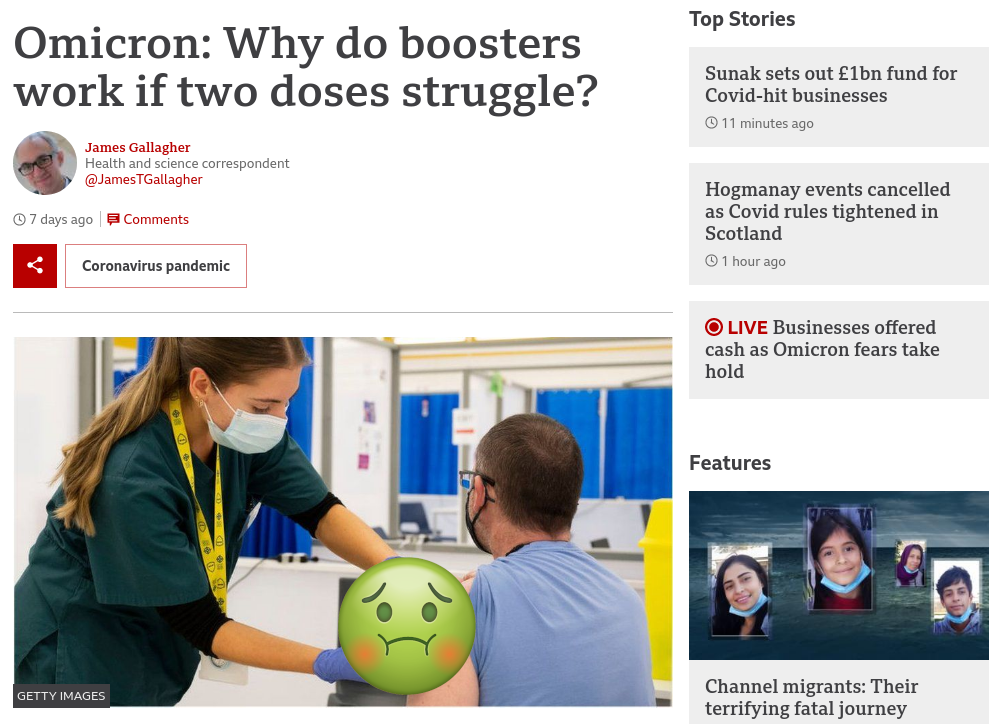 Omicron: Why do boosters
work if two doses struggle?
James Gallagher
Health and science correspondent
@JamesTGallagher
7 days ago
Comments
Coronavirus pandemic
GETTY IMAGES
Top Stories
Sunak sets out £1bn fund for
Covid-hit businesses
11 minutes ago
Hogmanay events cancelled
as Covid rules tightened in
Scotland
1 hour ago
LIVE Businesses offered
cash as Omicron fears take
hold
Features
Channel migrants: Their
terrifying fatal journey